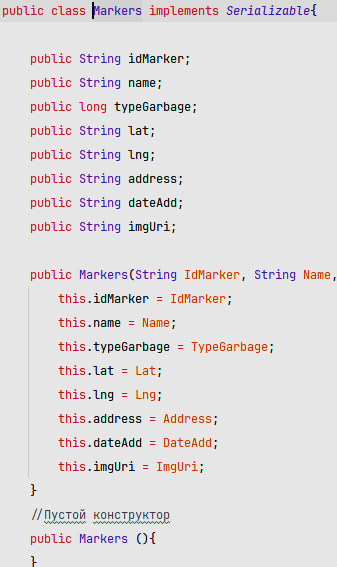 public class Markers implements Serializable{
public String idMarker;
public String name;
public long typeGarbage;
public String lat;
public String lng;
public String address;
public String dateAdd;
public String imgUri;
public Markers(String IdMarker, String Name,
this.idMarker = IdMarker;
this.name = Name;
this.typeGarbage = TypeGarbage;
this.lat = Lat;
this.lng = Lng;
this.address = Address;
this.dateAdd = DateAdd;
this.imgUri = ImgUri;
}
//Пустой конструктор
public Markers (){
}